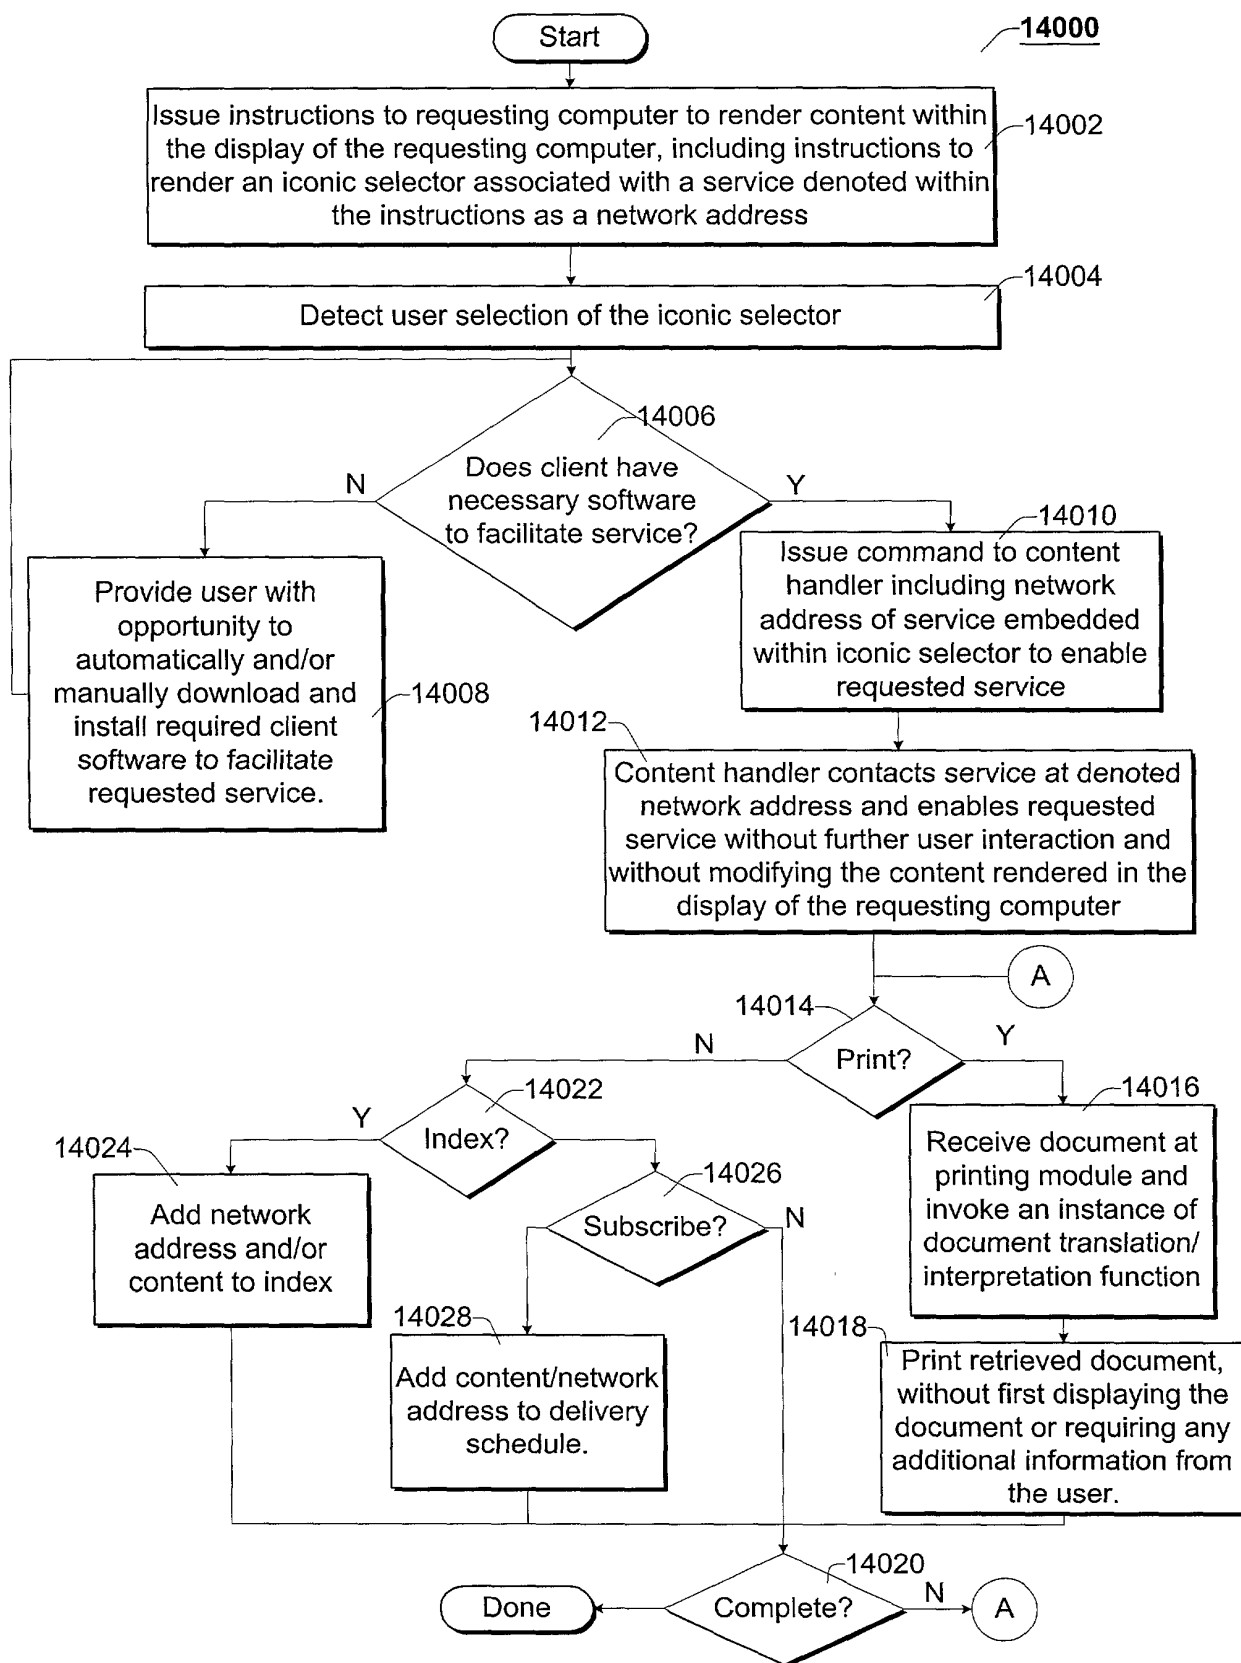 14000
Start
Issue instructions to requesting computer to render content within
the display of the requesting computer, including instructions to
render an iconic selector associated with a service denoted within
the instructions as a network address
14002
14004
Detect user selection of the iconic selector
14006
Does client have
necessary software
to facilitate service?
N
Y
Provide user with
opportunity to
automatically and/or
manually download and
install required client
software to facilitate
requested service.
14008
14010
Issue command to content
handler including network
address of service embedded
within iconic selector to enable
requested service
14012
Content handler contacts service at denoted
network address and enables requested
service without further user interaction and
without modifying the content rendered in the
display of the requesting computer
A
14014
Print?
N
Y
14016
Receive document at
printing module and
invoke an instance of
document translation/
interpretation function
14022
Index?
Y
14024
Add network
address and/or
content to index
14026
Subscribe?
N
14028
Add content/network
address to delivery
schedule.
14018
Print retrieved document,
without first displaying the
document or requiring any
additional information from
the user.
14020
Complete?
N
A
Done